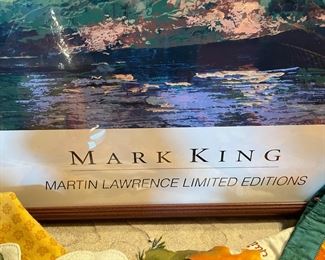 MARK KING
MARTIN LAWRENCE LIMITED EDITIONS